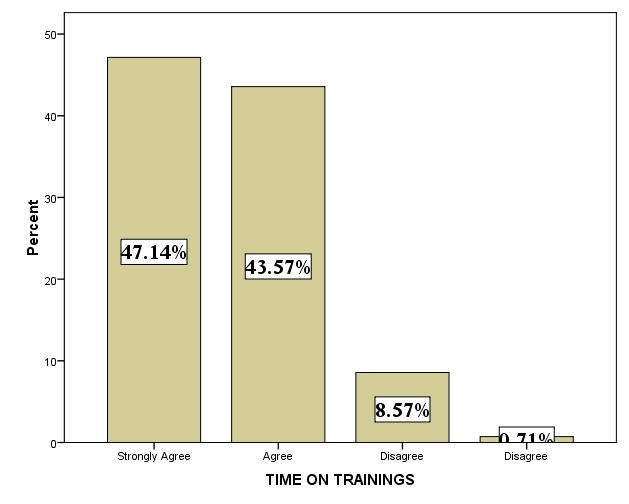 50
40
30
20
10
0
Percent
47.14%
43.57%
8.57%
0.71%
Strongly Agree
Agree
Disagree
Disagree
TIME ON TRAININGS